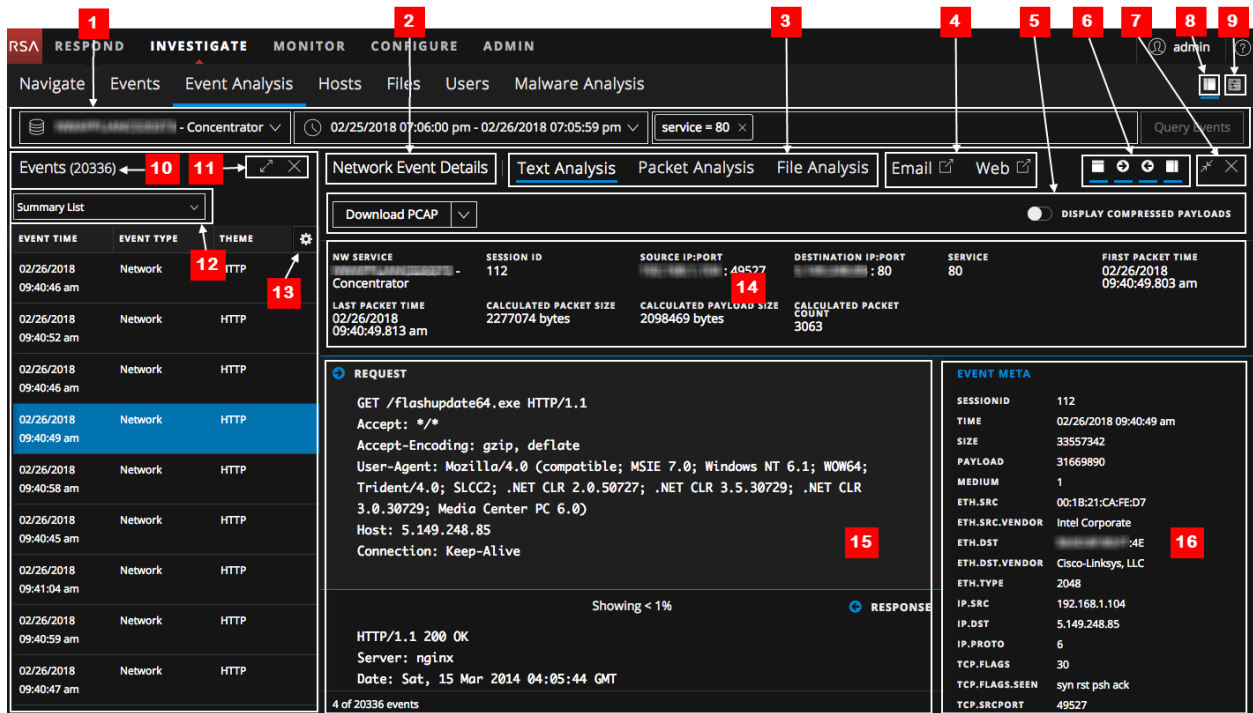 1 2 3 4 5 6 7 8 9
RSA RESPOND INVESTIGATE MONITOR CONFIGURE ADMIN admin ?
Navigate Events Event Analysis Hosts Files Users Malware Analysis
- Concentrator 02/25/2018 07:06:00 pm - 02/26/2018 07:05:59 pm service = 80 × Query Events
Events (20336) 10 11 Network Event Details Text Analysis Packet Analysis File Analysis Email Web
Summary List
12
13
EVENT TIME EVENT TYPE THEME
02/26/2018 Network HTTP
09:40:46 am
02/26/2018 Network HTTP
09:40:52 am
02/26/2018 Network HTTP
09:40:46 am
02/26/2018 Network HTTP
09:40:49 am
02/26/2018 Network HTTP
09:40:58 am
02/26/2018 Network HTTP
09:40:45 am
02/26/2018 Network HTTP
09:41:04 am
02/26/2018 Network HTTP
09:40:59 am
02/26/2018 Network HTTP
09:40:47 am
Download PCAP DISPLAY COMPRESSED PAYLOADS
NW SERVICE SESSION ID SOURCE IP:PORT DESTINATION IP:PORT SERVICE FIRST PACKET TIME
- 112 : 49527 : 80 80 02/26/2018
Concentrator 09:40:49.803 am
14
LAST PACKET TIME CALCULATED PACKET SIZE CALCULATED PAYLOAD SIZE CALCULATED PACKET COUNT
02/26/2018 2277074 bytes 2098469 bytes 3063
09:40:49.813 am
REQUEST
GET /flashupdate64.exe HTTP/1.1
Accept: */*
Accept-Encoding: gzip, deflate
User-Agent: Mozilla/4.0 (compatible; MSIE 7.0; Windows NT 6.1; WOW64;
Trident/4.0; SLCC2; .NET CLR 2.0.50727; .NET CLR 3.5.30729; .NET CLR
3.0.30729; Media Center PC 6.0)
Host: 5.149.248.85
Connection: Keep-Alive
15
Showing < 1% RESPONSE
HTTP/1.1 200 OK
Server: nginx
Date: Sat, 15 Mar 2014 04:05:44 GMT
4 of 20336 events
EVENT META
SESSIONID 112
TIME 02/26/2018 09:40:49 am
SIZE 33557342
PAYLOAD 31669890
MEDIUM 1
ETH.SRC 00:1B:21:CA:FE:D7
ETH.SRC.VENDOR Intel Corporate
ETH.DST :4E
16
ETH.DST.VENDOR Cisco-Linksys, LLC
ETH.TYPE 2048
IP.SRC 192.168.1.104
IP.DST 5.149.248.85
IP.PROTO 6
TCP.FLAGS 30
TCP.FLAGS.SEEN syn rst psh ack
TCP.SRCPORT 49527